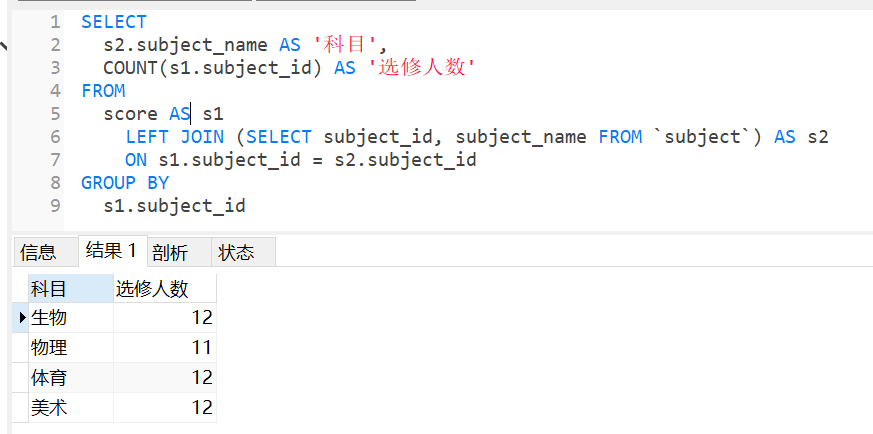 1 SELECT
2 s2.subject_name AS '科目',
3 COUNT(s1.subject_id) AS '选修人数'
4 FROM
5 score AS s1
6 LEFT JOIN (SELECT subject_id, subject_name FROM `subject`) AS s2
7 ON s1.subject_id = s2.subject_id
8 GROUP BY
9 s1.subject_id
信息 结果 1 剖析 状态
科目 选修人数
生物 12
物理 11
体育 12
美术 12